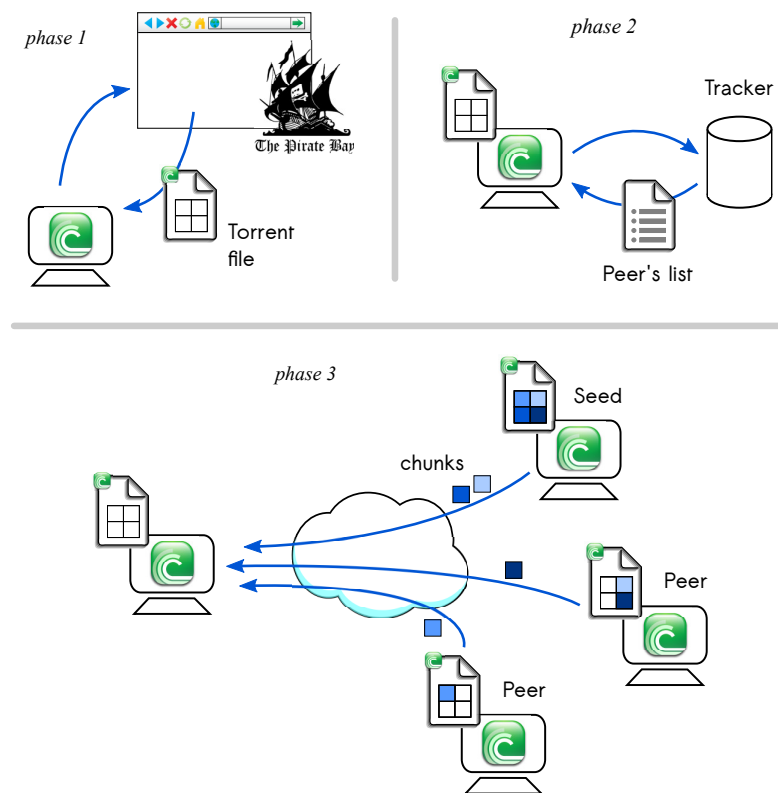 phase 1
The Pirate Bay
Torrent
file
phase 2
Tracker
Peer's list
phase 3
Seed
chunks
Peer
Peer